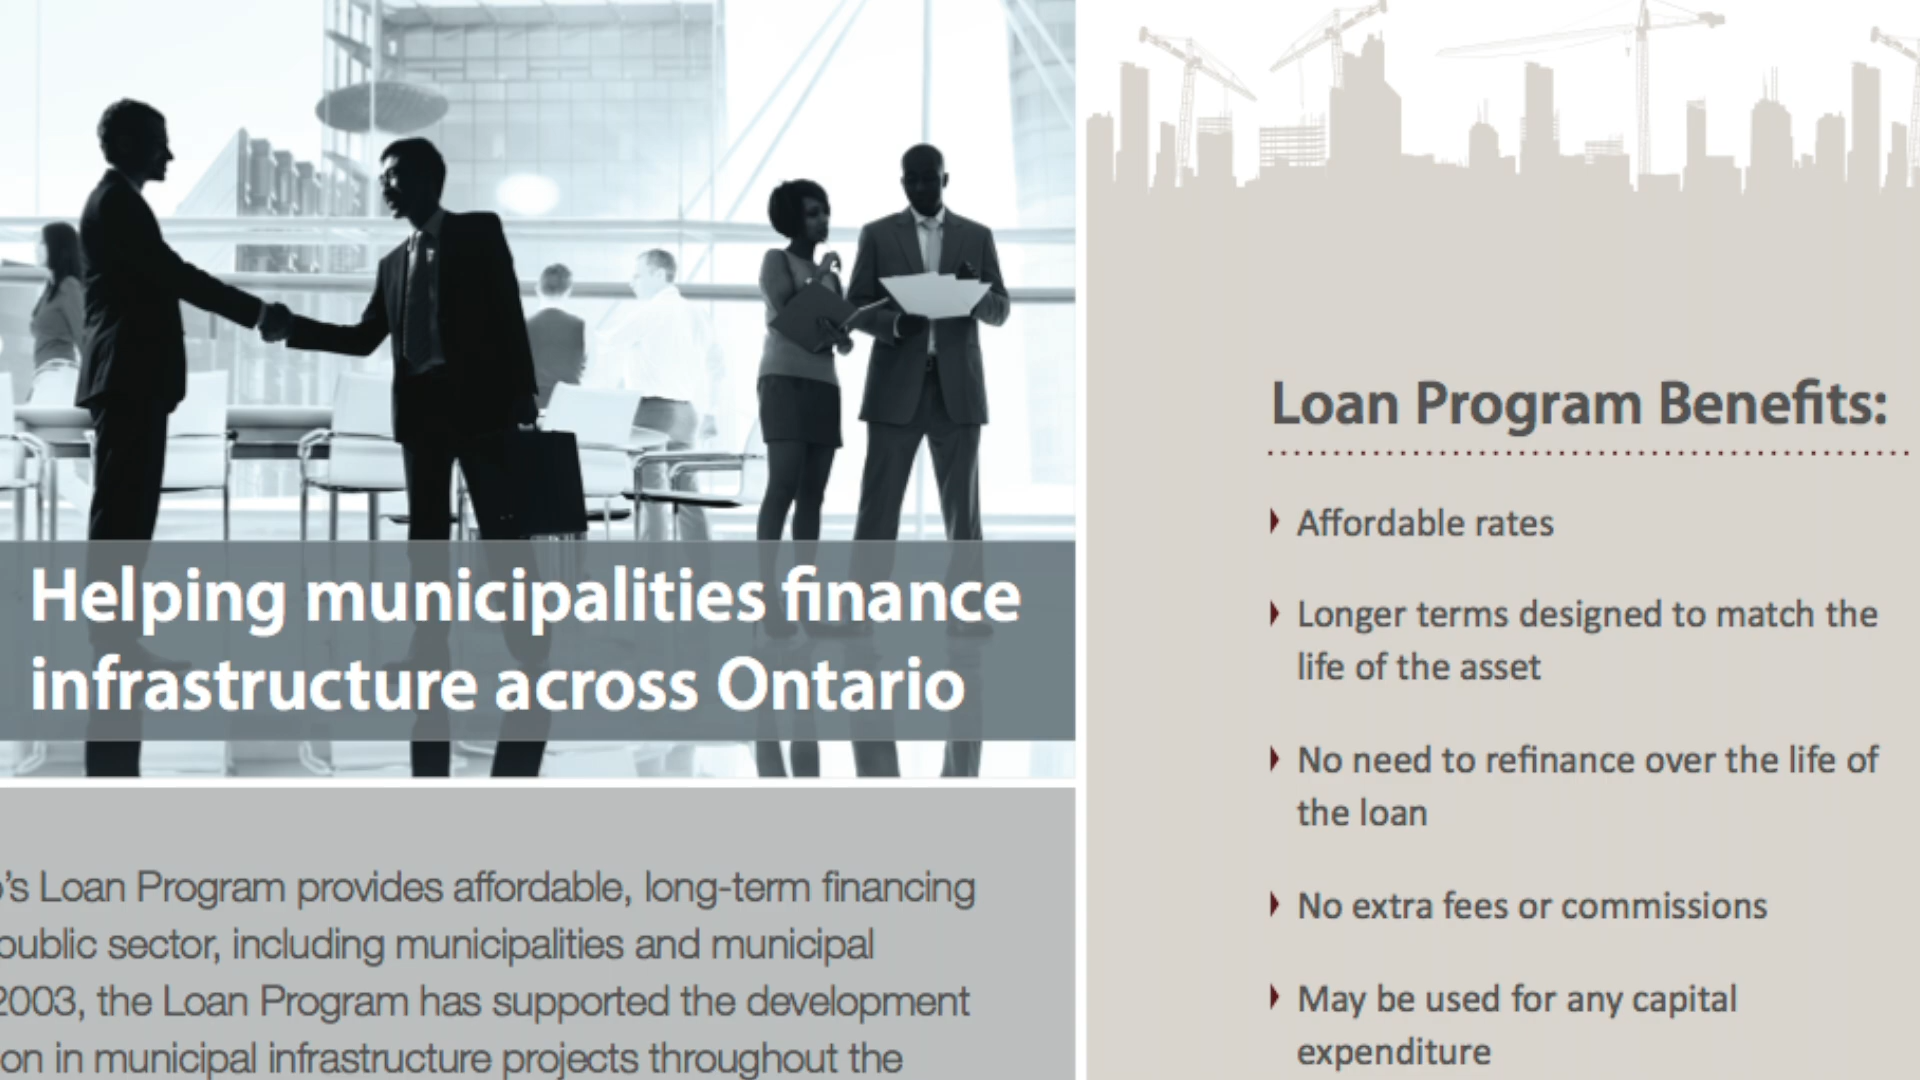 Helping municipalities finance
infrastructure across Ontario
Loan Program provides affordable, long-term financing
public sector, including municipalities and municipal
2003, the Loan Program has supported the development
in municipal infrastructure projects throughout the
Loan Program Benefits:
Affordable rates
Longer terms designed to match the
life of the asset
No need to refinance over the life of
the loan
No extra fees or commissions
May be used for any capital
expenditure